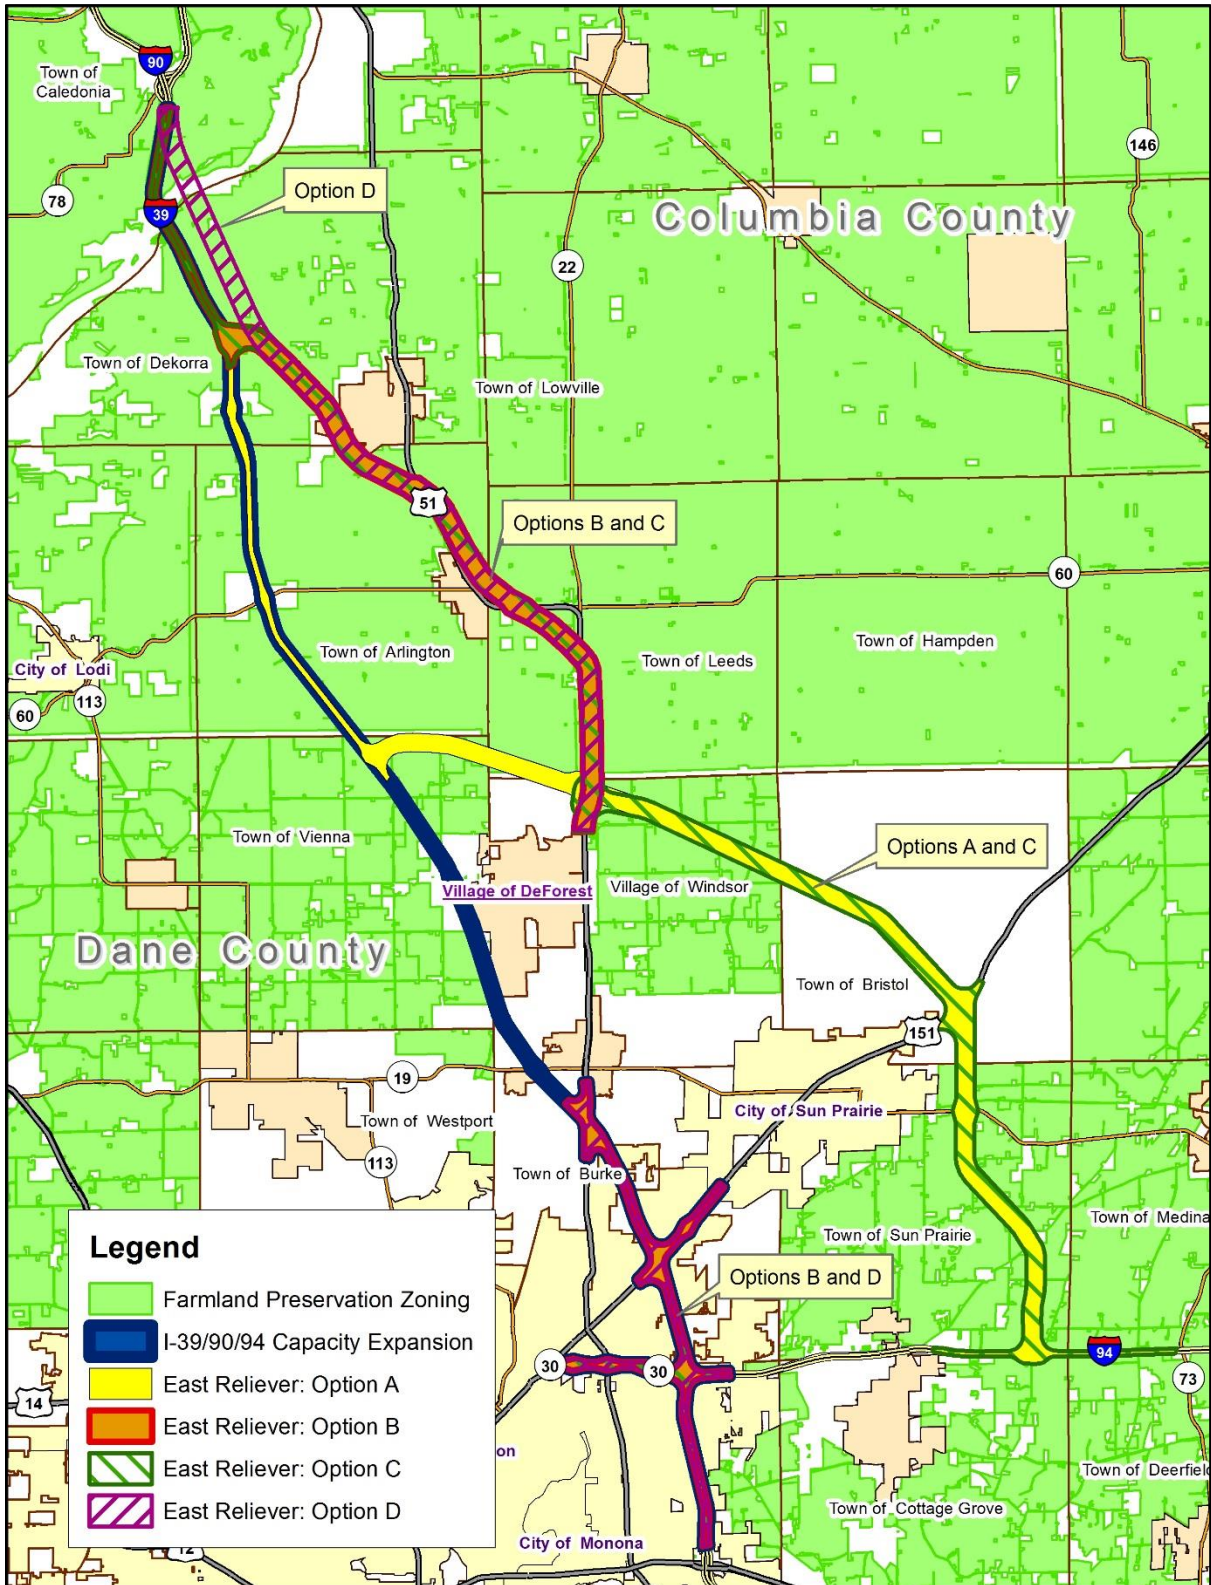 90
Town of
Caledonia
146
Option D
78
39
Columbia County
22
Town of Dekorra
Town of Lowville
51
Options B and C
60
Town of Hampden
Town of Arlington
Town of Leeds
City of Lodi
113
60
Town of Vienna
Options A and C
Village of DeForest
Village of Windsor
Dane County
Town of Bristol
151
19
City of Sun Prairie
Town of Westport
113
Town of Burke
Town of Medina
Town of Sun Prairie
Options B and D
94
30
30
73
14
on
Town of Deerfield
Town of Cottage Grove
City of Monona
12
Legend
Farmland Preservation Zoning
I-39/90/94 Capacity Expansion
East Reliever: Option A
East Reliever: Option B
East Reliever: Option C
East Reliever: Option D